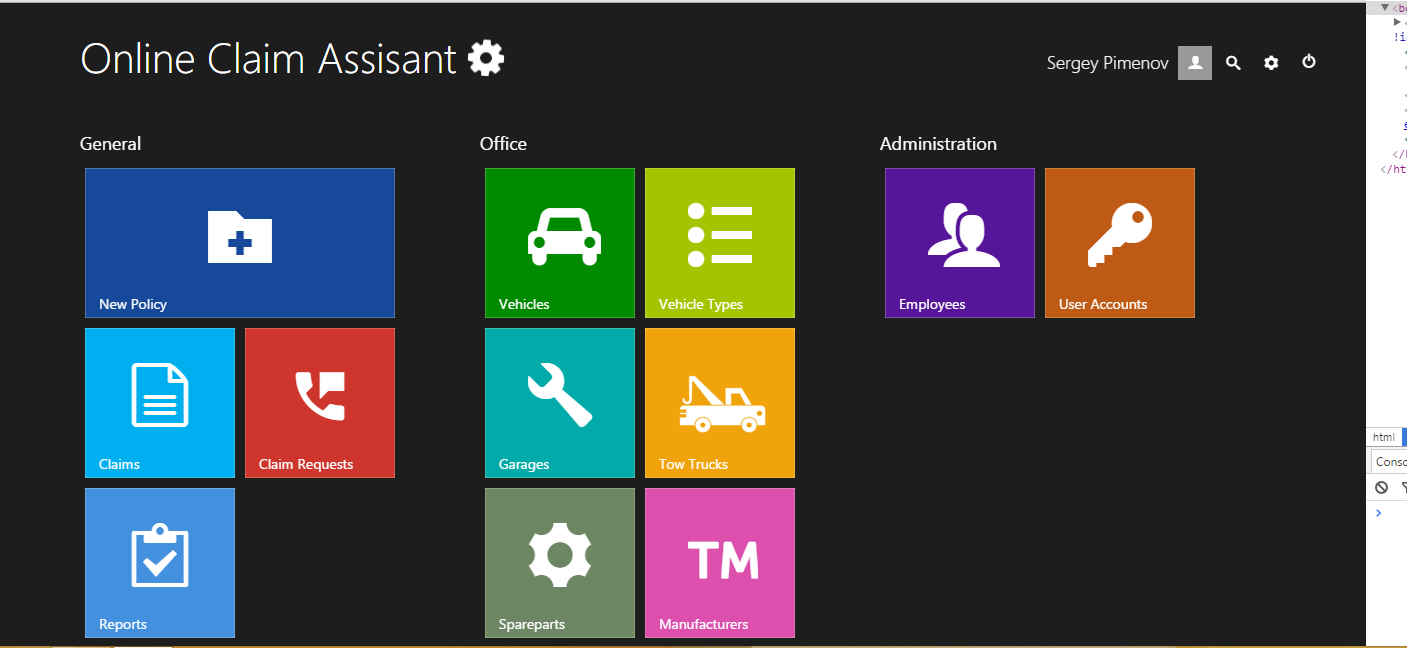 Online Claim Assisant
Sergey Pimenov
General
Office
Administration
New Policy
Vehicles
Vehicle Types
Employees
User Accounts
Claims
Claim Requests
Garages
TM
Tow Trucks
Reports
Spareparts
Manufacturers
html